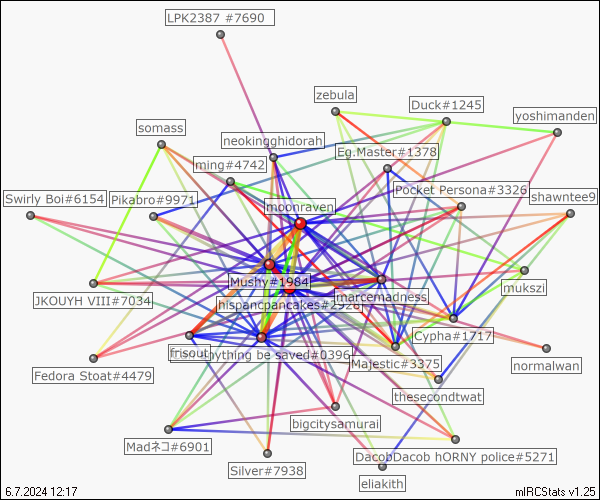 LPK2387 #7690
zebula
Duck#1245
yoshimanden
somass
neokingghidorah
Eg.Master#1378
ming#4742
Pocket Persona#3326
shawntee9
Swirly Boi#6154
Pikabro#9971
moonraven
Mushy#1984
mukszi
JKOUYH VIII#7034
hispancpancakes#2926
marcemadness
Cypha#1717
frisout
nything be saved#0396
Majestic#3375
normalwan
Fedora Stoat#4479
thesecondtwat
bigcitysamurai
Madネコ#6901
DacobDacob hORNY police#5271
Silver#7938
eliakith
6.7.2024 12:17
mIRCStats v1.25